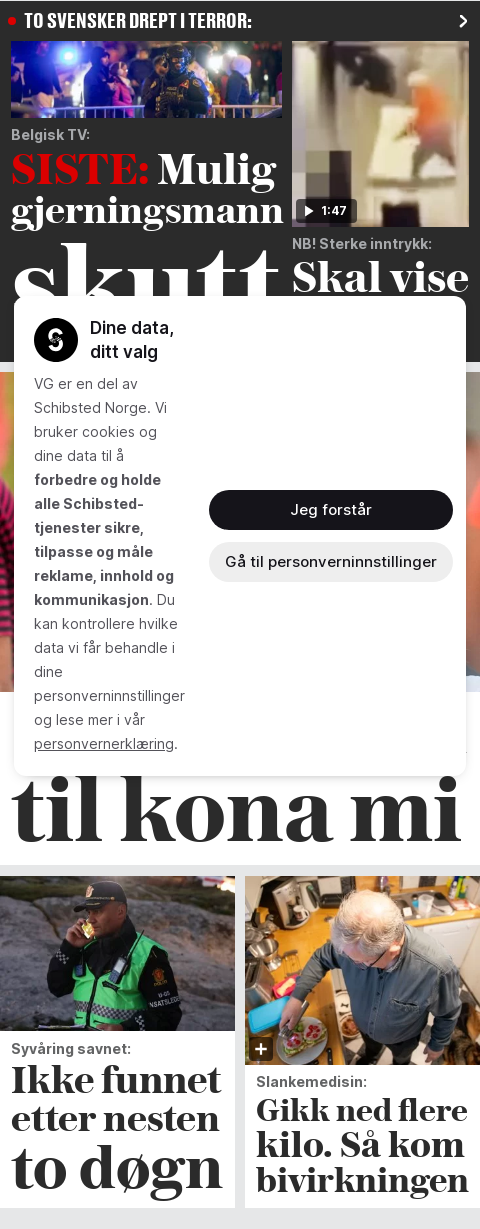 TO SVENSKER DREPT I TERROR:
Belgisk TV:
SISTE: Mulig
gjerningsmann
skutt
1:47
NB! Sterke inntrykk:
Skal vise
Dine data,
ditt valg
VG er en del av
Schibsted Norge. Vi
bruker cookies og
dine data til å
forbedre og holde
alle Schibsted-
tjenester sikre,
tilpasse og måle
reklame, innhold og
kommunikasjon. Du
kan kontrollere hvilke
data vi får behandle i
dine
personverninnstillinger
og lese mer i vår
personvernerklæring.
Jeg forstår
Gå til personverninnstillinger
til kona mi
Syvåring savnet:
Ikke funnet
etter nesten
to døgn
Slankemedisin:
Gikk ned flere
kilo. Så kom
bivirkningen